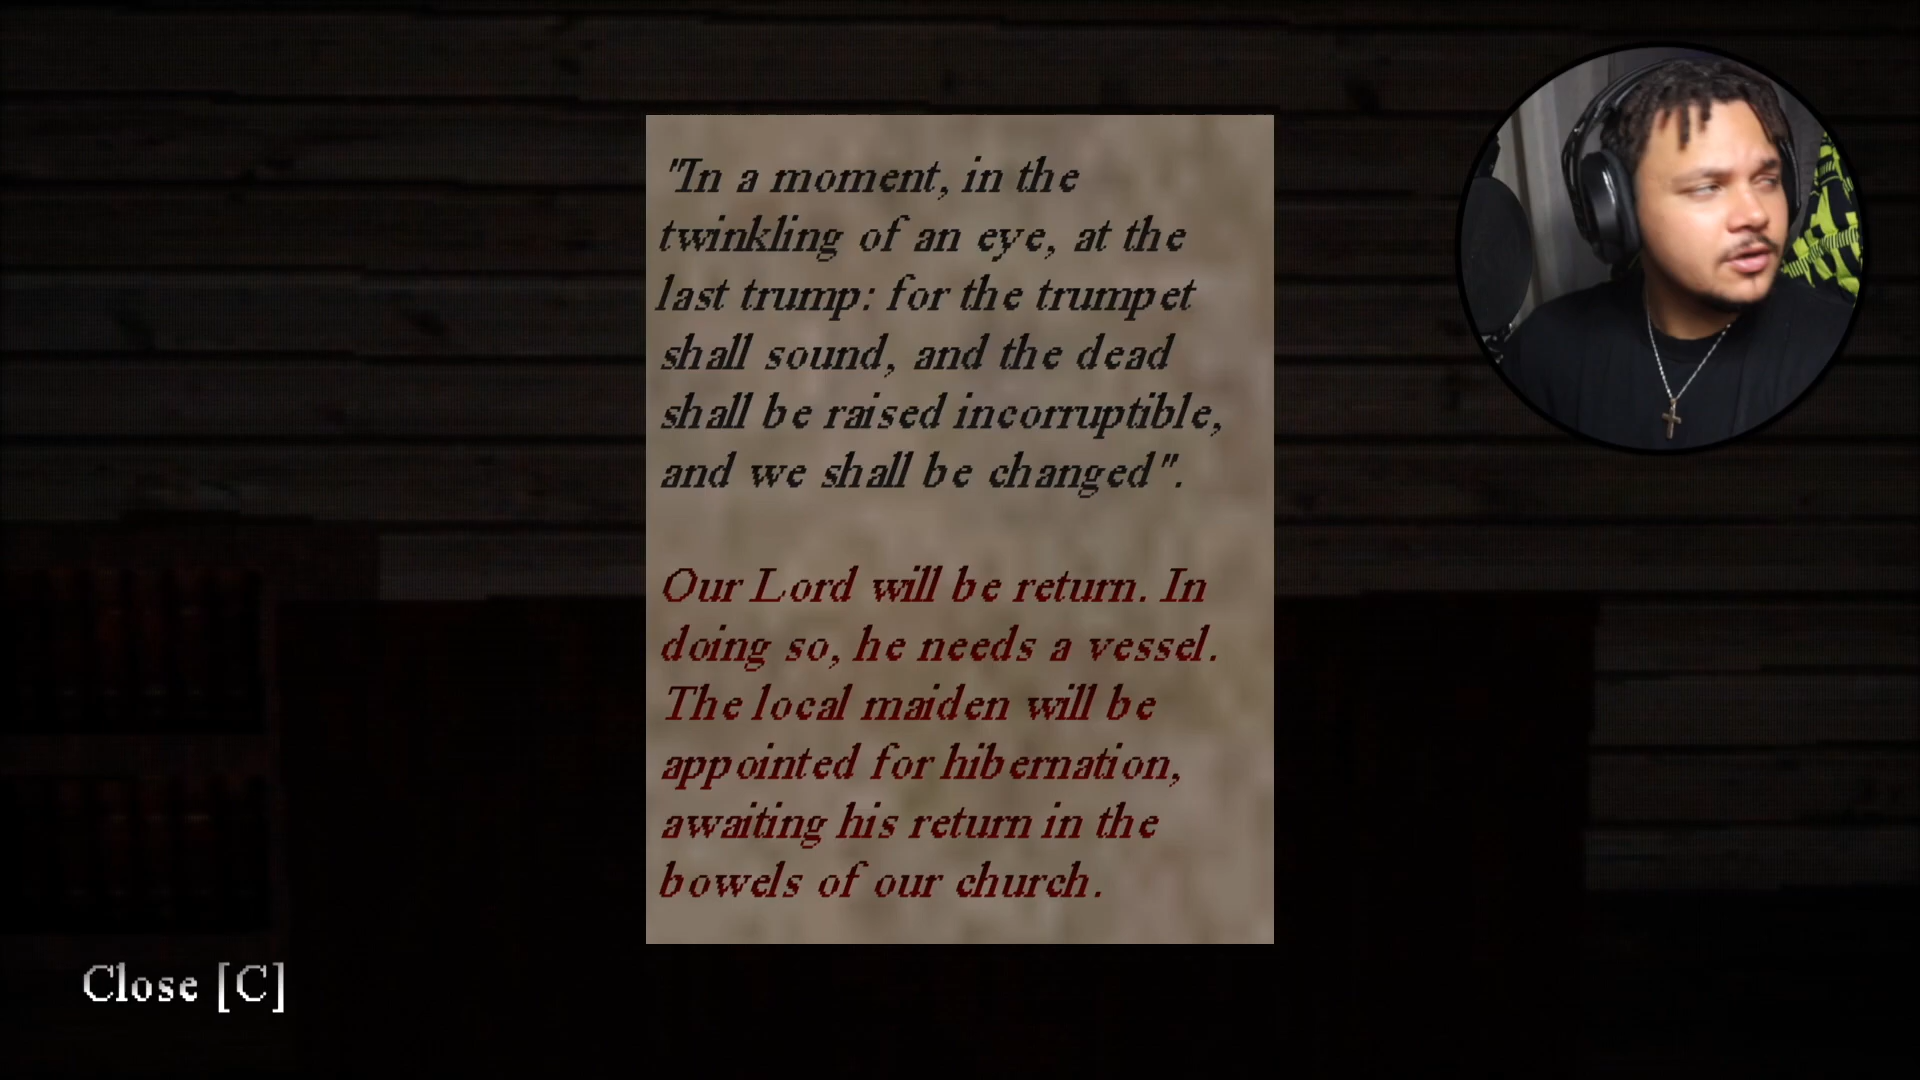 "In a moment, in the
twinkling of an eye, at the
last trump: for the trumpet
shall sound, and the dead
shall be raised incorruptible,
and we shall be changed".
Our Lord will be return. In
doing so, he needs a vessel.
The local maiden will be
appointed for hibernation,
awaiting his return in the
bowels of our church.
Close [C]